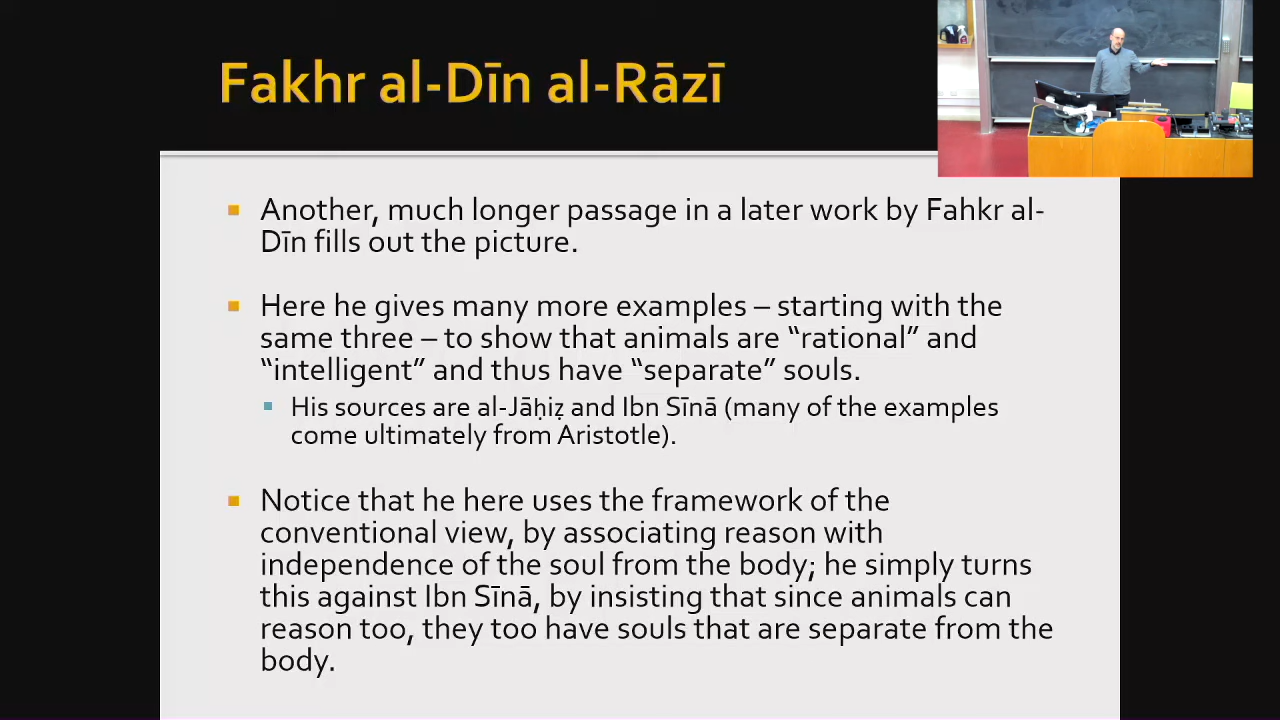 Fakhr al-Dīn al-Rāzī
Another, much longer passage in a later work by Fahkr al-
Dīn fills out the picture.
Here he gives many more examples – starting with the
same three – to show that animals are “rational” and
“intelligent” and thus have “separate” souls.
His sources are al-Jāḥiẓ and Ibn Sīnā (many of the examples
come ultimately from Aristotle).
Notice that he here uses the framework of the
conventional view, by associating reason with
independence of the soul from the body; he simply turns
this against Ibn Sīnā, by insisting that since animals can
reason too, they too have souls that are separate from the
body.